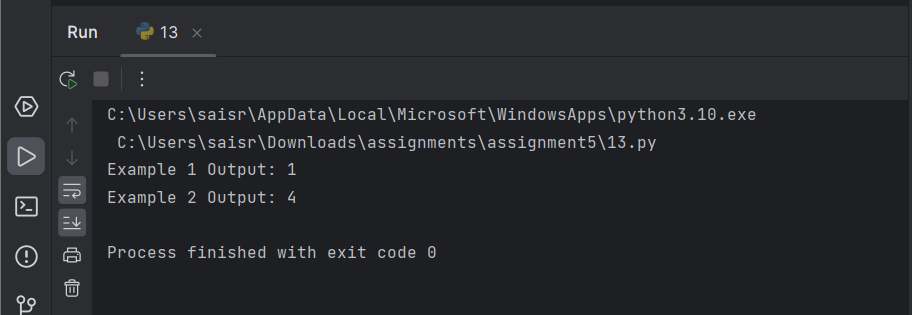 Run 13
C:\Users\saisr\AppData\Local\Microsoft\WindowsApps\python3.10.exe
C:\Users\saisr\Downloads\assignments\assignment5\13.py
Example 1 Output: 1
Example 2 Output: 4
Process finished with exit code 0